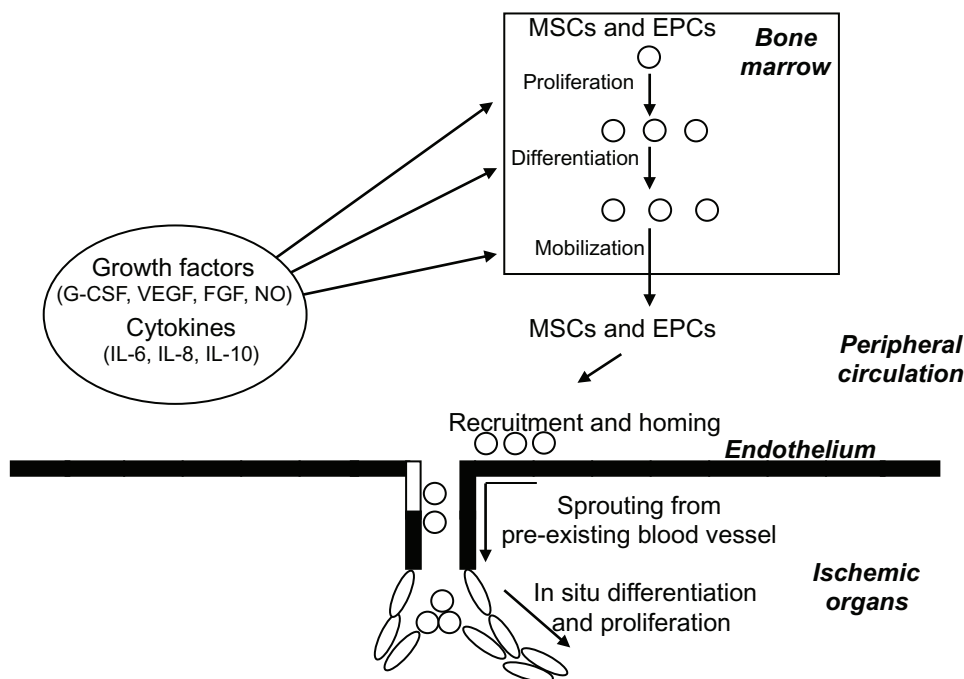 MSCs and EPCs
Bone
marrow
Proliferation
Differentiation
Mobilization
Growth factors
(G-CSF, VEGF, FGF, NO)
Cytokines
(IL-6, IL-8, IL-10)
MSCs and EPCs
Peripheral
circulation
Recruitment and homing
Endothelium
Sprouting from
pre-existing blood vessel
Ischemic
organs
In situ differentiation
and proliferation